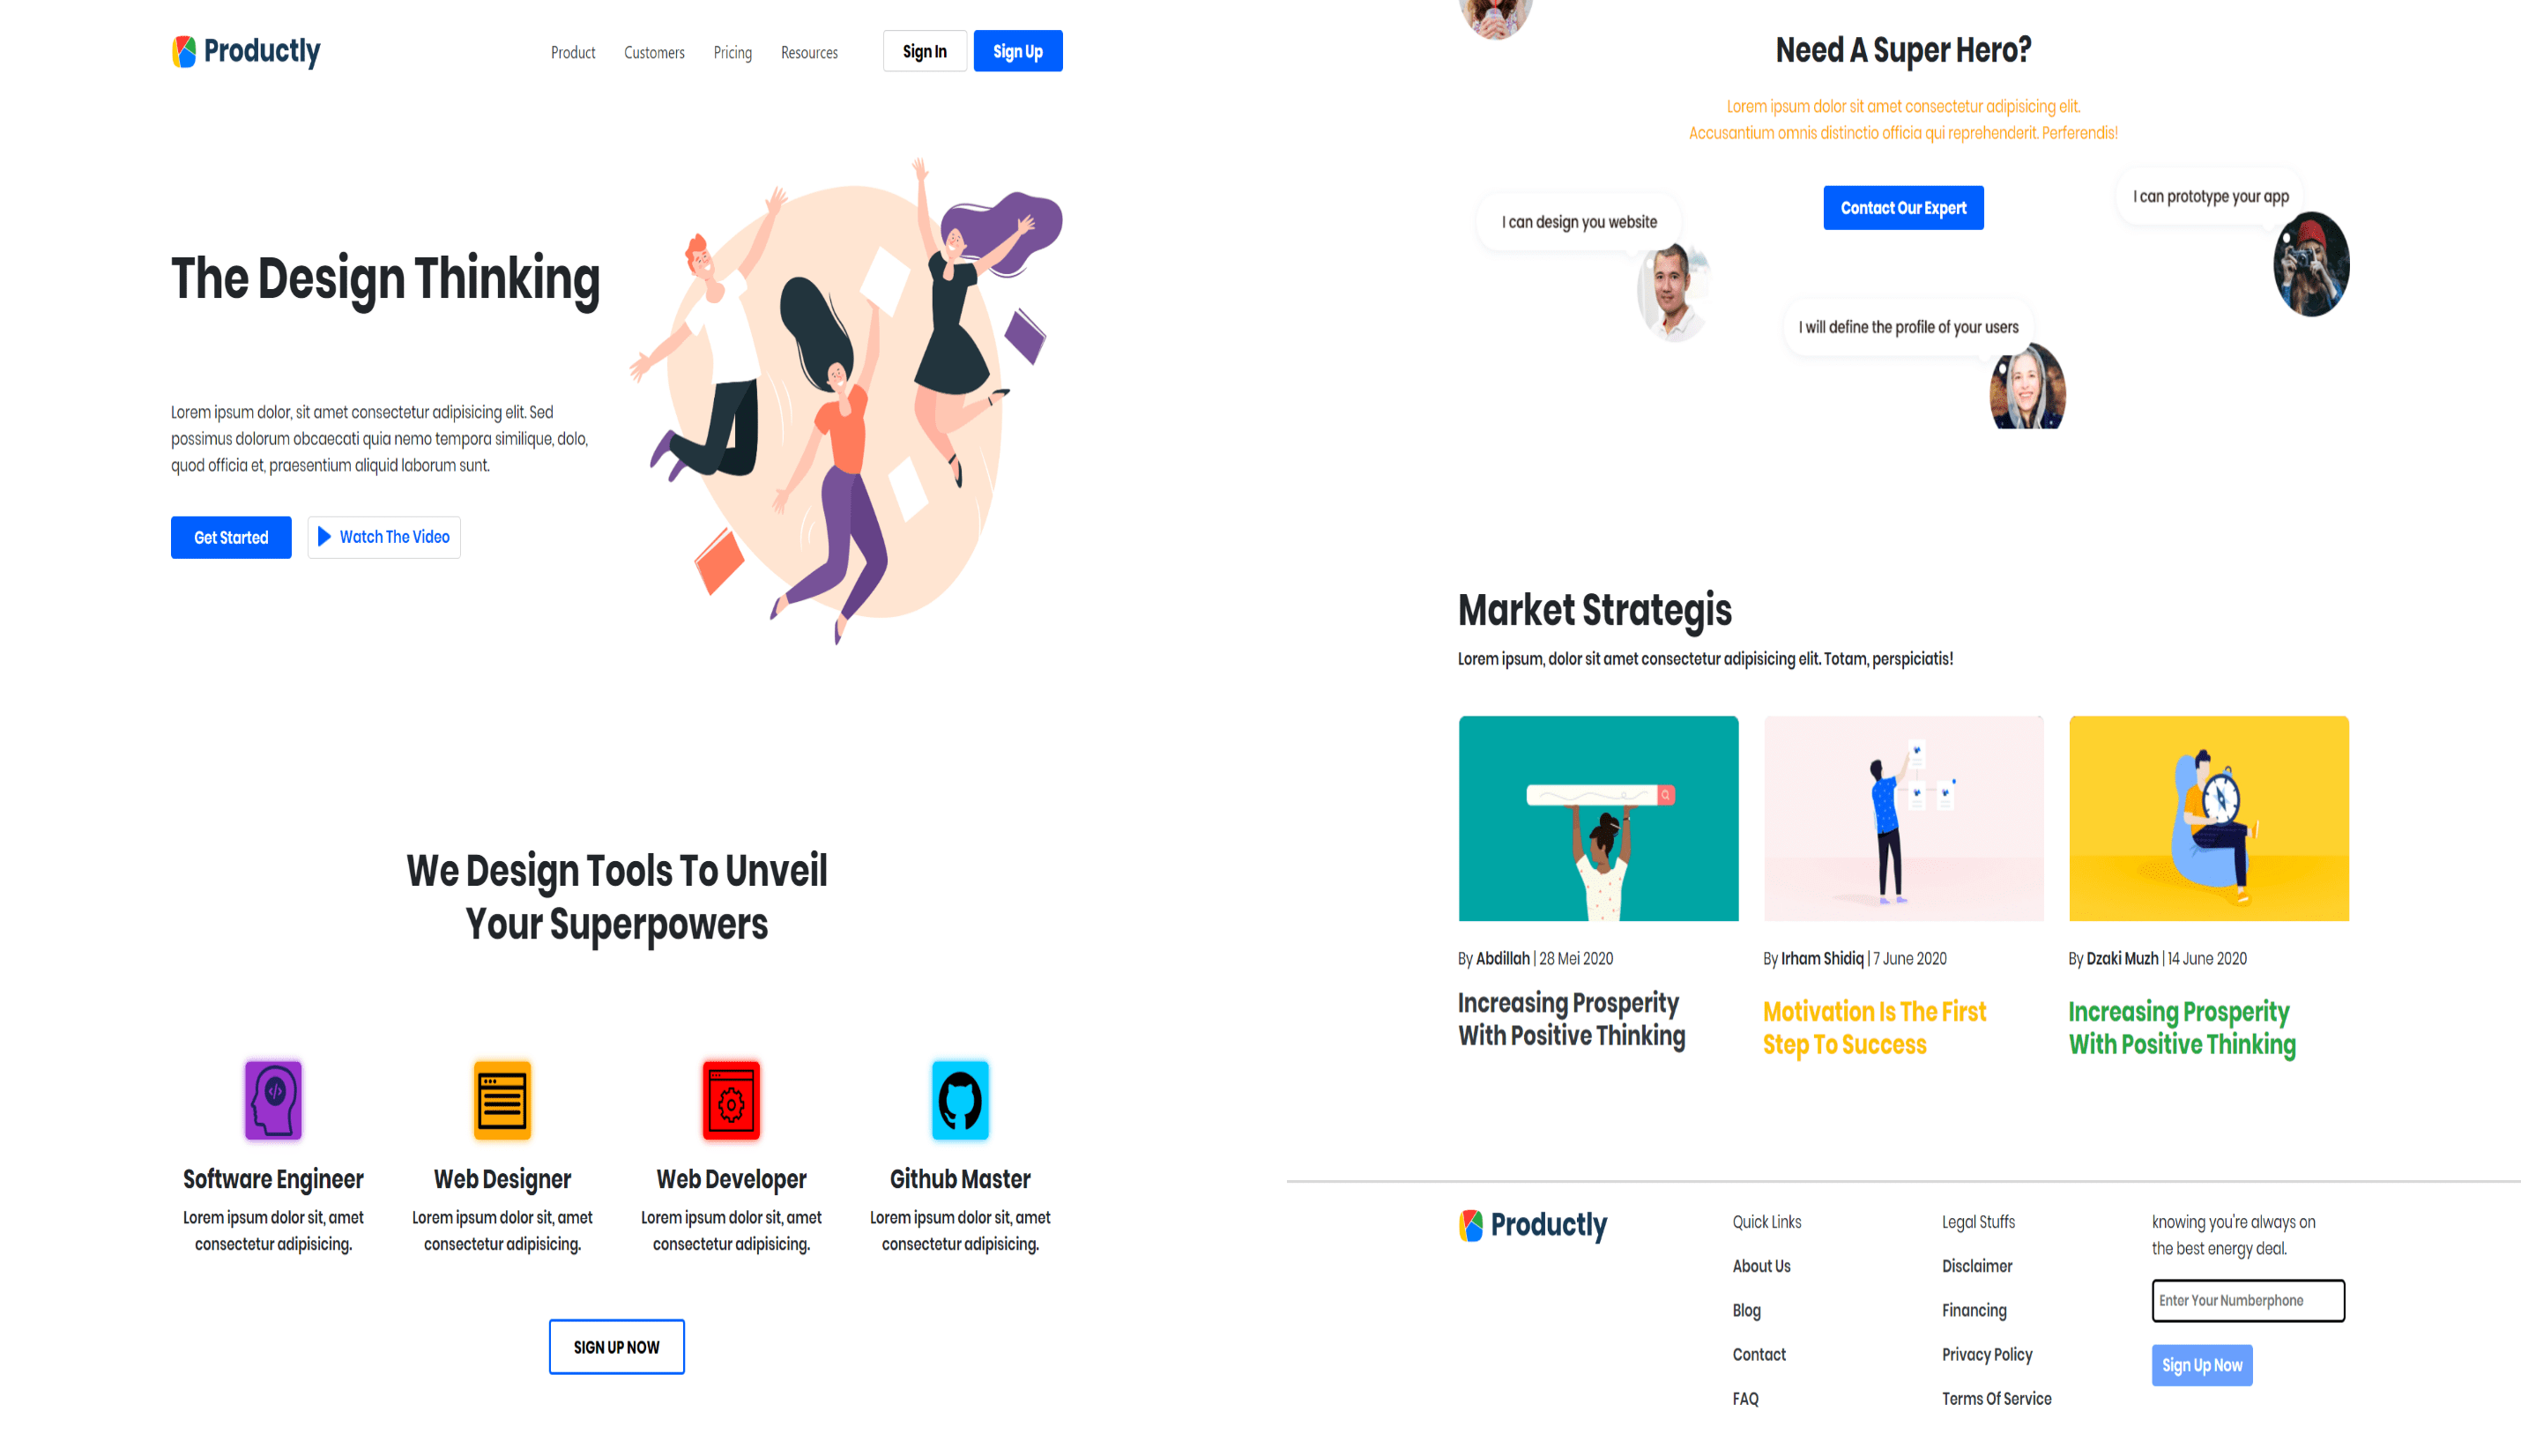 Productly
Product
Customers
Pricing
Resources
Sign In
Sign Up
The Design Thinking
Lorem ipsum dolor, sit amet consectetur adipisicing elit. Sed
possimus dolorum obcaecati quia nemo tempora similique, dolo,
quod officia et, praesentium aliquid laborum sunt.
Get Started
Watch The Video
We Design Tools To Unveil
Your Superpowers
Software Engineer
Lorem ipsum dolor sit, amet
consectetur adipisicing.
Web Designer
Lorem ipsum dolor sit, amet
consectetur adipisicing.
Web Developer
Lorem ipsum dolor sit, amet
consectetur adipisicing.
Github Master
Lorem ipsum dolor sit, amet
consectetur adipisicing.
SIGN UP NOW
Need A Super Hero?
Lorem ipsum dolor sit amet consectetur adipisicing elit.
Accusantium omnis distinctio officia qui reprehenderit. Perferendis!
Contact Our Expert
I can design you website
I can prototype your app
I will define the profile of your users
Market Strategis
Lorem ipsum, dolor sit amet consectetur adipisicing elit. Totam, perspiciatis!
By Abdillah | 28 Mei 2020
Increasing Prosperity
With Positive Thinking
By Irham Shidiq | 7 June 2020
Motivation Is The First
Step To Success
By Dzaki Muzh | 14 June 2020
Increasing Prosperity
With Positive Thinking
Productly
Quick Links
About Us
Blog
Contact
FAQ
Legal Stuffs
Disclaimer
Financing
Privacy Policy
Terms Of Service
knowing you're always on
the best energy deal.
Enter Your Numberphone
Sign Up Now